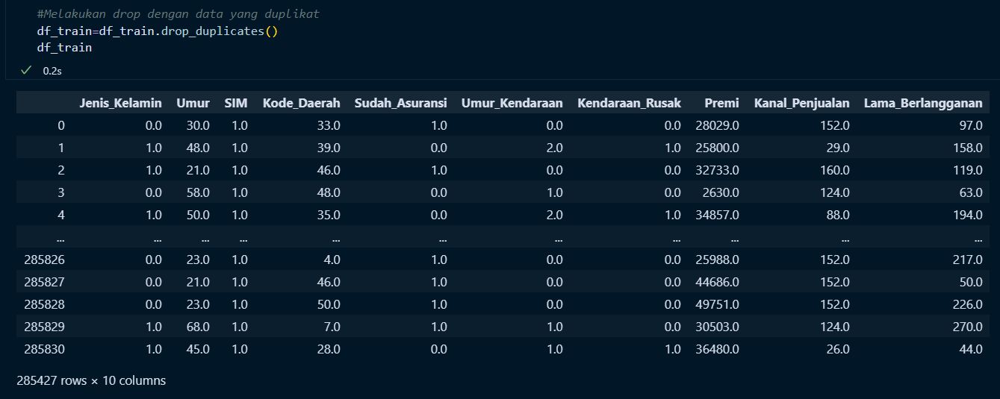 #Melakukan drop dengan data yang duplikat
df_train=df_train.drop_duplicates()
df_train
0.2s
Jenis_Kelamin Umur SIM Kode_Daerah Sudah_Asuransi Umur_Kendaraan Kendaraan_Rusak Premi Kanal_Penjualan Lama_Berlangganan
0 0.0 30.0 1.0 33.0 1.0 0.0 0.0 28029.0 152.0 97.0
1 1.0 48.0 1.0 39.0 0.0 2.0 1.0 25800.0 29.0 158.0
2 1.0 21.0 1.0 46.0 1.0 0.0 0.0 32733.0 160.0 119.0
3 0.0 58.0 1.0 48.0 0.0 1.0 0.0 2630.0 124.0 63.0
4 1.0 50.0 1.0 35.0 0.0 2.0 1.0 34857.0 88.0 194.0
... ... ... ... ... ... ... ... ... ... ...
285826 0.0 23.0 1.0 4.0 1.0 0.0 0.0 25988.0 152.0 217.0
285827 0.0 21.0 1.0 46.0 1.0 0.0 0.0 44686.0 152.0 50.0
285828 0.0 23.0 1.0 50.0 1.0 0.0 0.0 49751.0 152.0 226.0
285829 1.0 68.0 1.0 7.0 1.0 1.0 0.0 30503.0 124.0 270.0
285830 1.0 45.0 1.0 28.0 0.0 1.0 1.0 36480.0 26.0 44.0
285427 rows × 10 columns